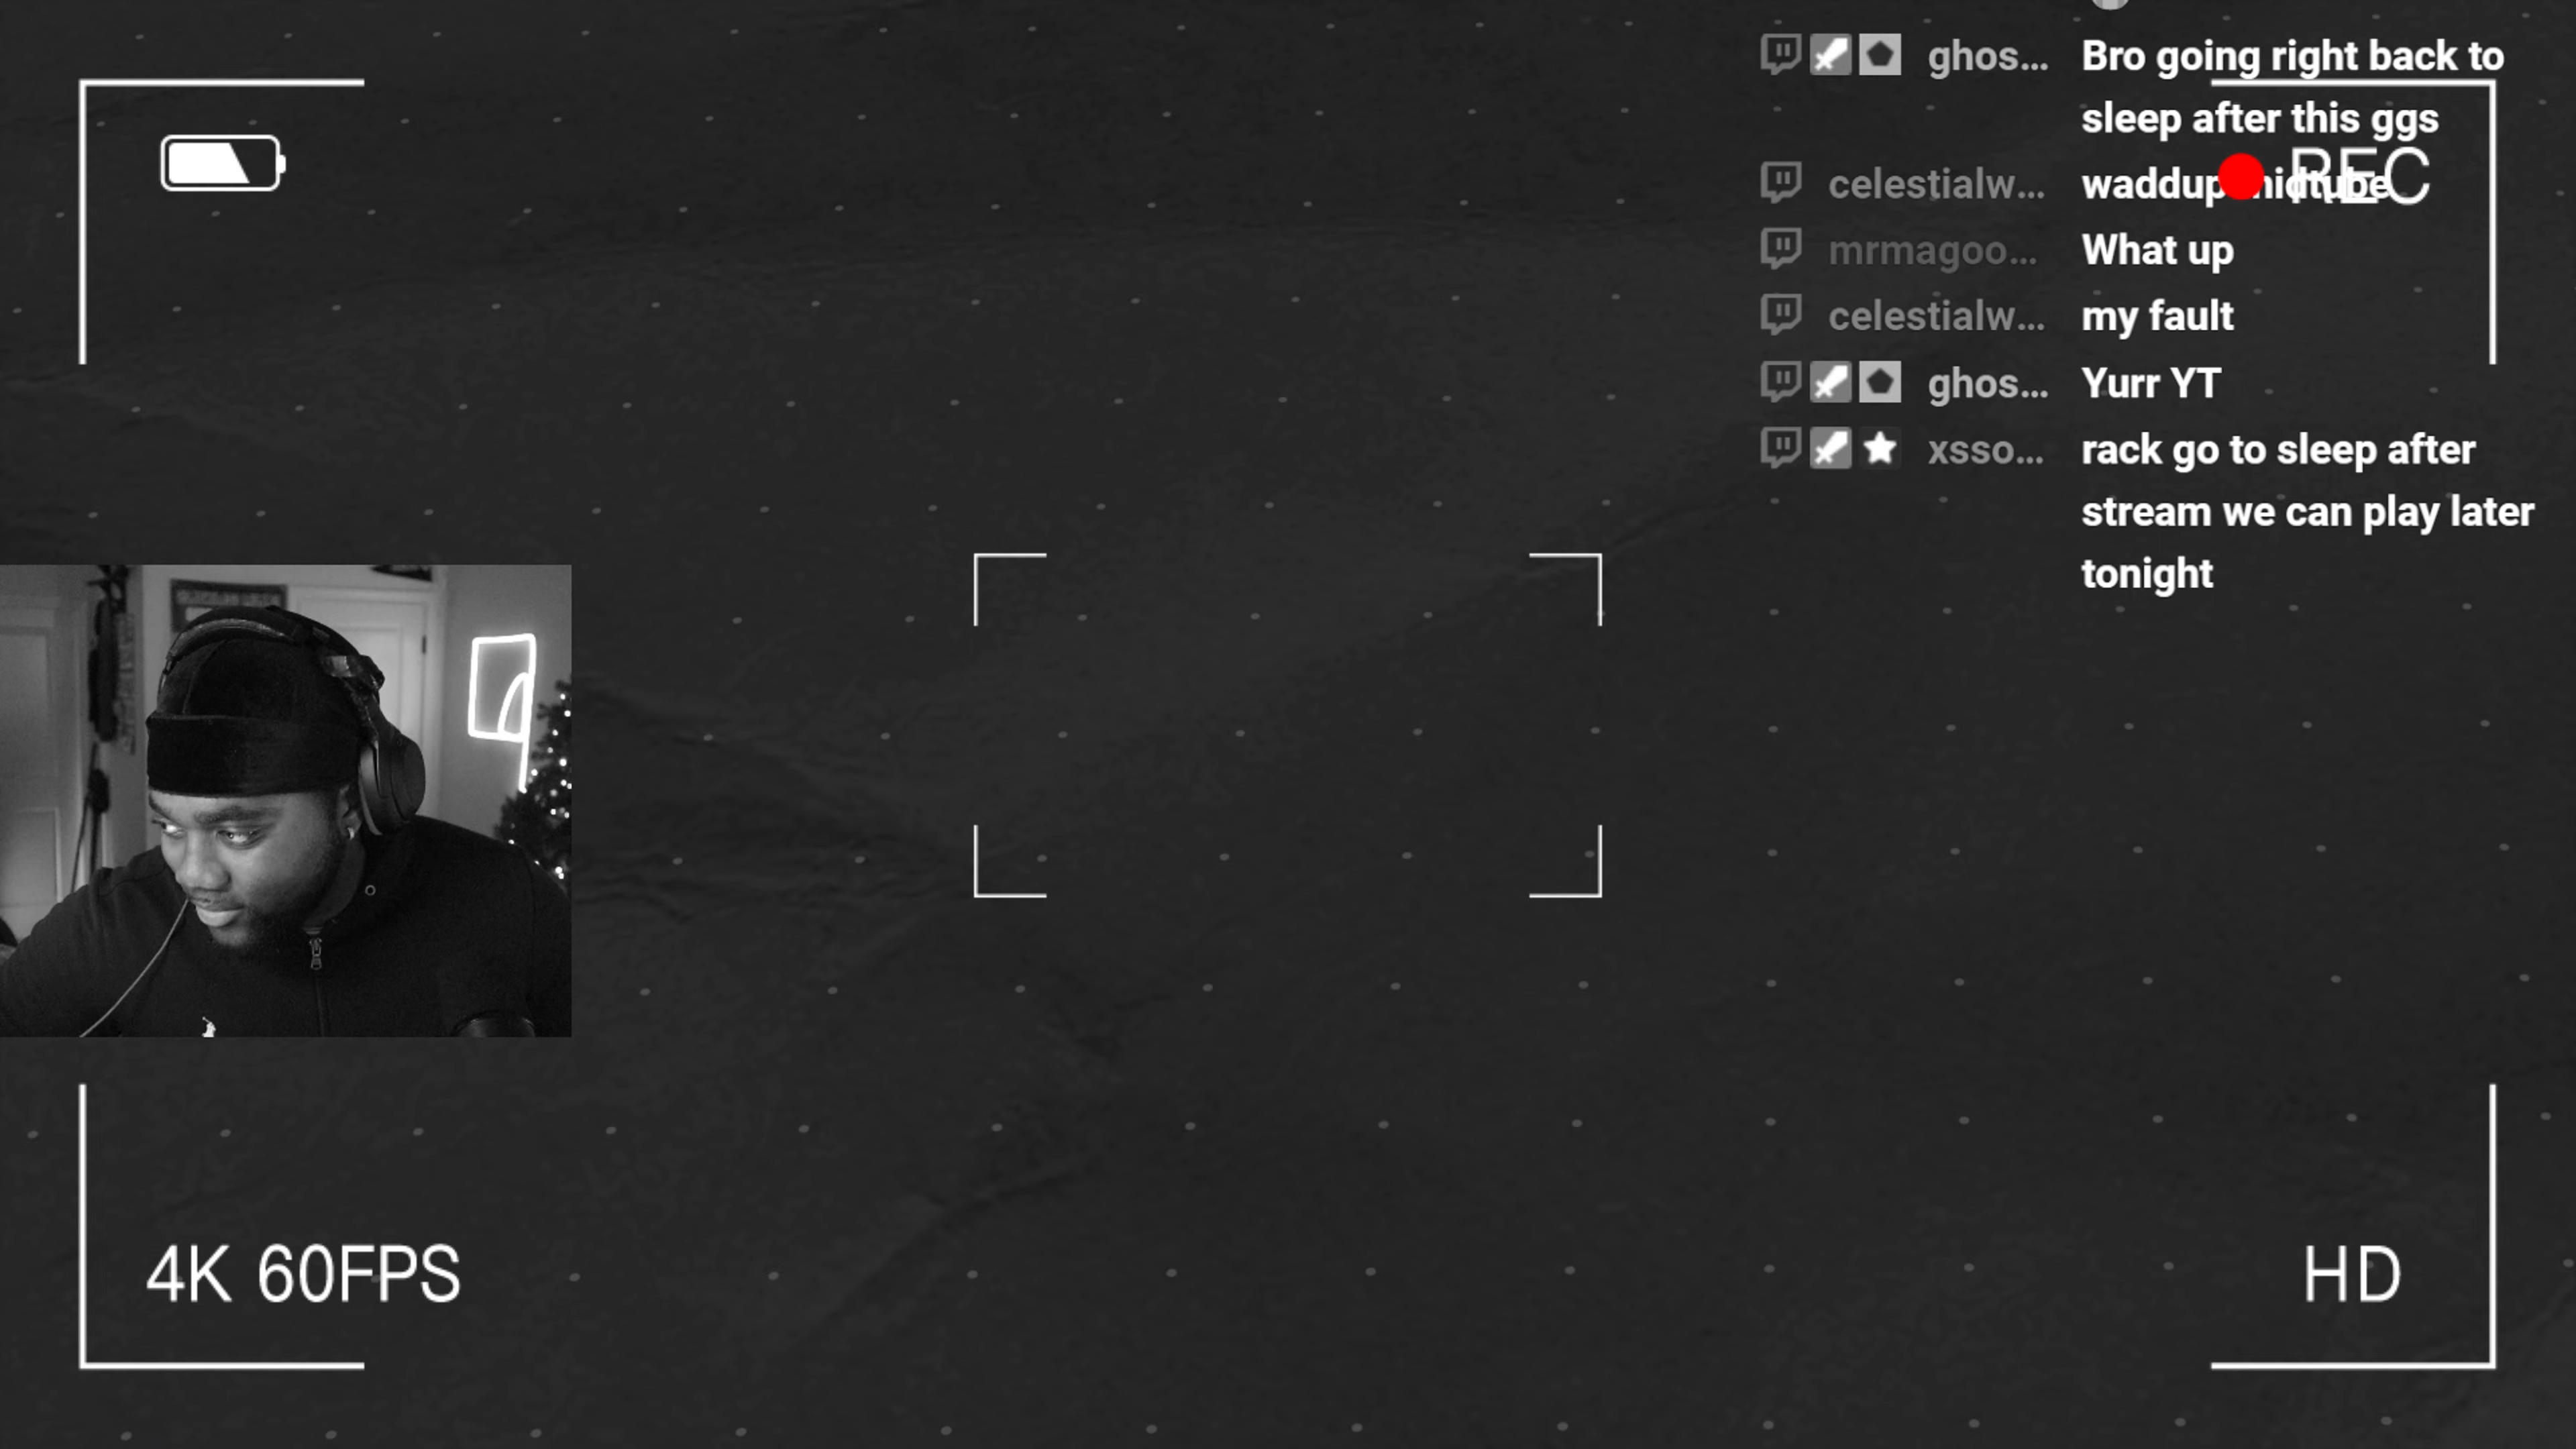 ghos... Bro going right back to
sleep after this ggs
REC
celestialw...
mrmagoo... What up
celestialw... my fault
ghos... Yurr YT
xsso... rack go to sleep after
stream we can play later
tonight
4K 60FPS
HD